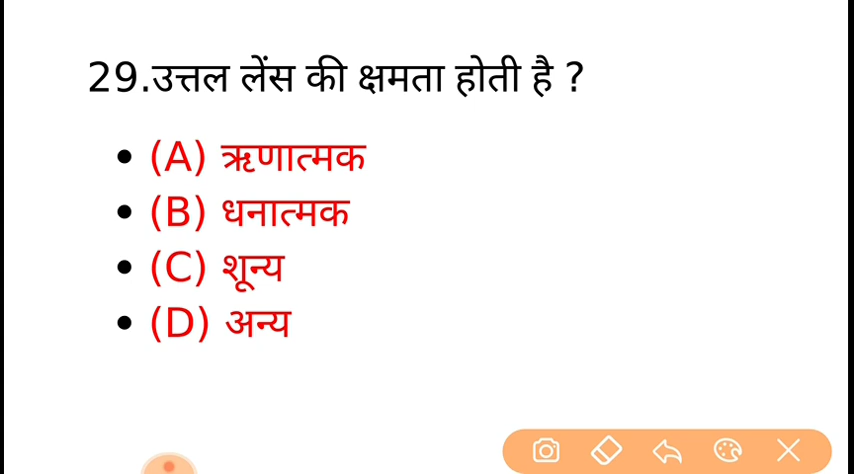 29.उत्तल लेंस की क्षमता होती है ?
(A) ऋणात्मक
(B) धनात्मक
(C) शून्य
(D) अन्य